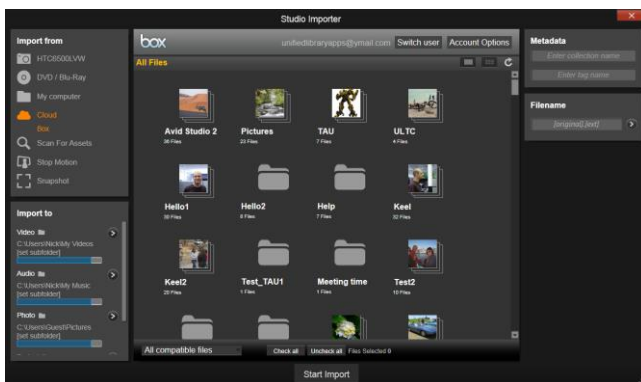 Studio Importer
Import from
HTC6500LVW
DVD / Blu-Ray
My computer
Cloud
Box
Scan For Assets
Stop Motion
Snapshot
Import to
Video
C:\Users\Nick\My Videos
[set subfolder]
Audio
C:\Users\Nick\My Music
[set subfolder]
Photo
C:\Users\Guest\Pictures
[set subfolder]
box
unifiedlibraryapps@ymail.com
Switch user
Account Options
All Files
Avid Studio 2
Pictures
TAU
ULTC
26 Files
23 Files
7 Files
4 Files
Hello1
Hello2
Help
Keel
30 Files
8 Files
7 Files
32 Files
Keel2
Test_TAU1
Meeting time
Test2
20 Files
1 Files
1 Files
10 Files
All compatible files
Check all
Uncheck all
Files Selected 0
Start Import
Metadata
Enter collection name
Enter tag name
Filename
[original].[ext]